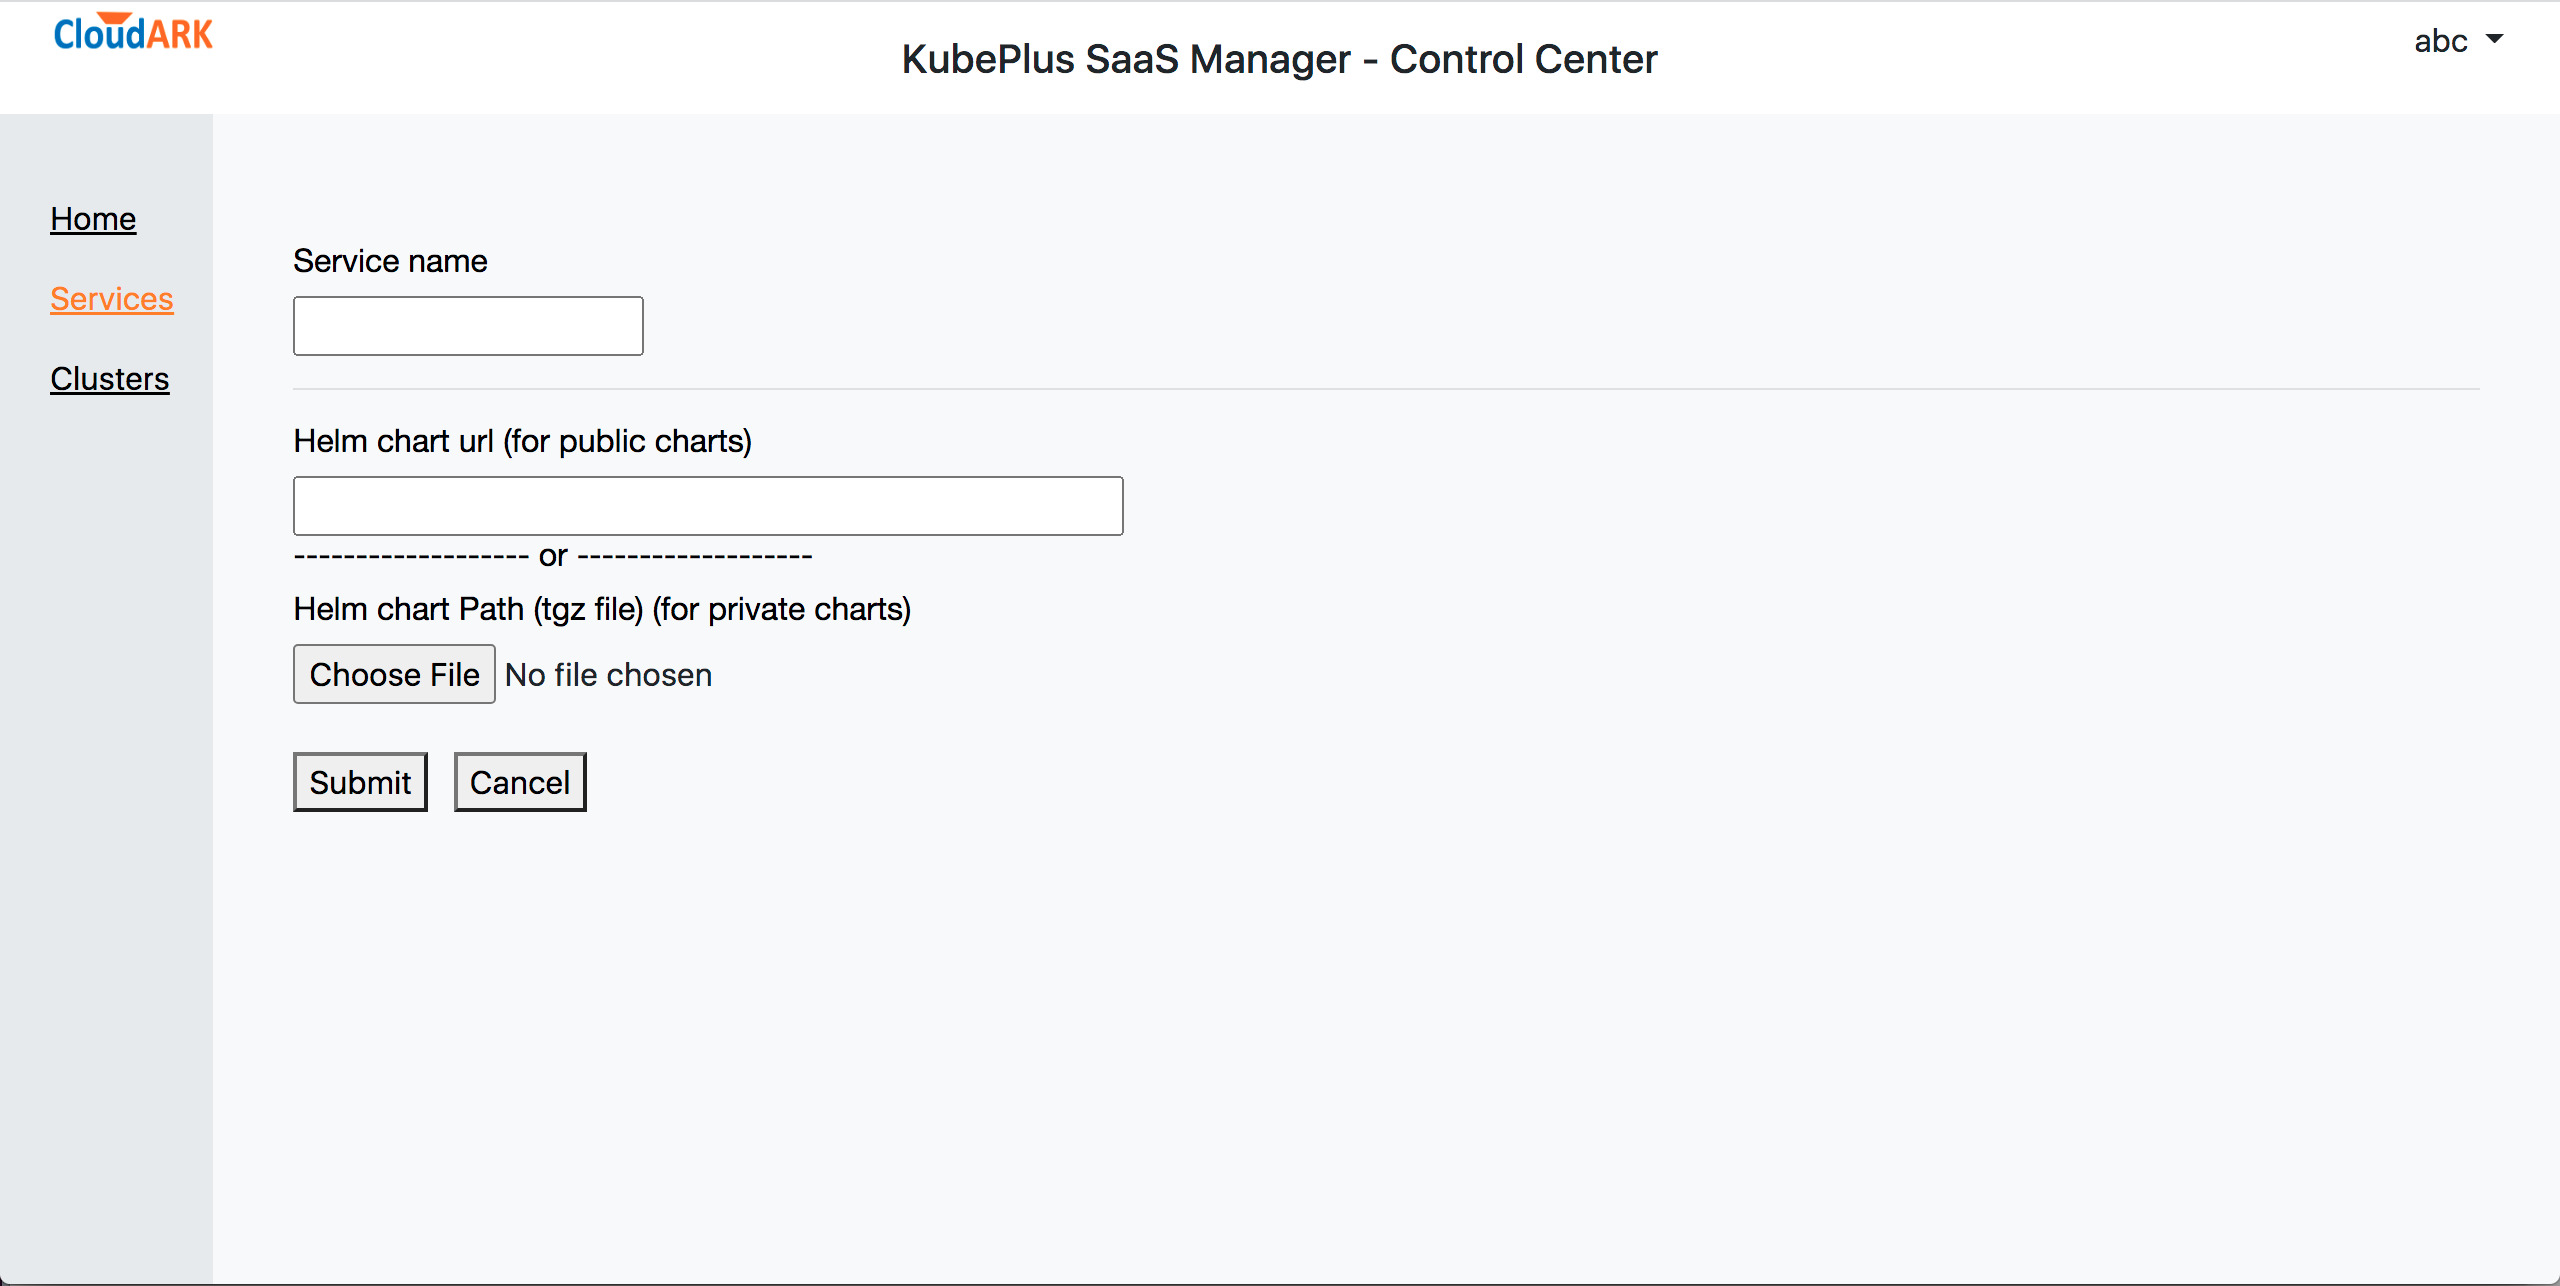 CloudARK
KubePlus SaaS Manager - Control Center
abc
Home
Services
Clusters
Service name
Helm chart url (for public charts)
------------------- or -------------------
Helm chart Path (tgz file) (for private charts)
Choose File No file chosen
Submit Cancel